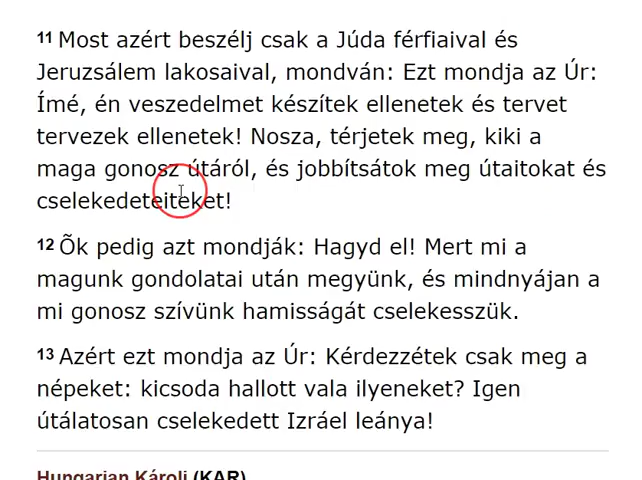 11 Most azért beszélj csak a Júda férfiaival és
Jeruzsálem lakosaival, mondván: Ezt mondja az Úr:
Ímé, én veszedelmet készítek ellenetek és tervet
tervezek ellenetek! Nosza, térjetek meg, kiki a
maga gonosz útáról, és jobbítsátok meg útaitokat és
cselekedeteiteket!
12 Õk pedig azt mondják: Hagyd el! Mert mi a
magunk gondolatai után megyünk, és mindnyájan a
mi gonosz szívünk hamisságát cselekesszük.
13 Azért ezt mondja az Úr: Kérdezzétek csak meg a
népeket: kicsoda hallott vala ilyeneket? Igen
útálatosan cselekedett Izráel leánya!
Hungarian Károli (KAR)